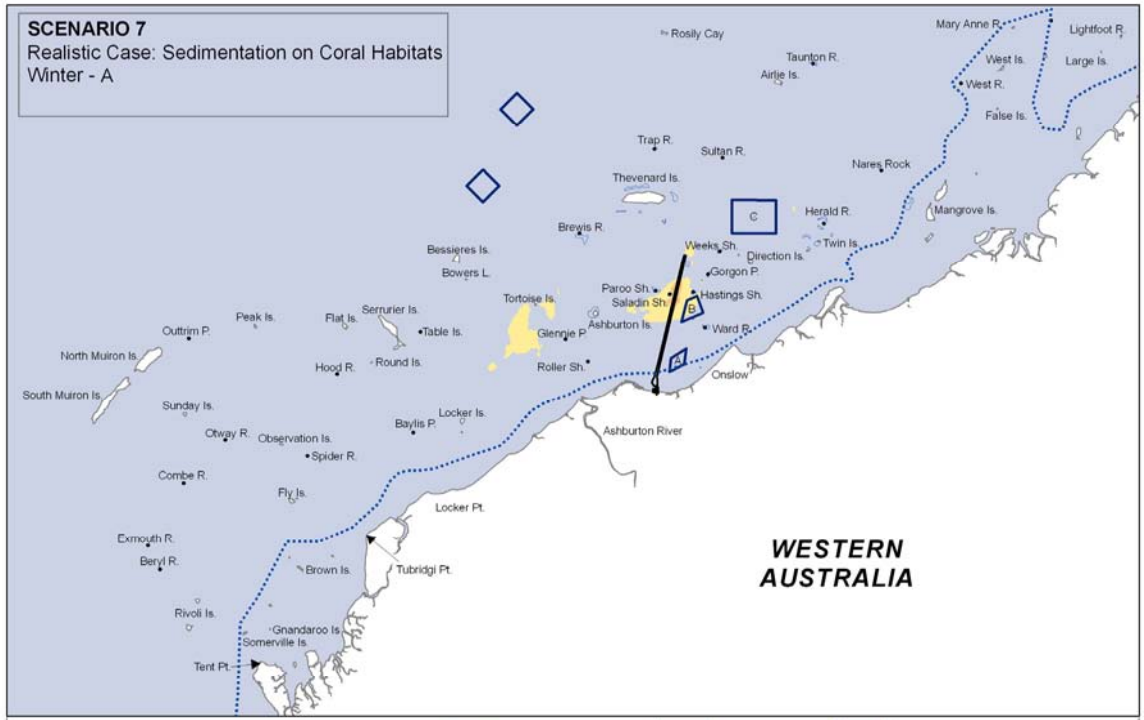 SCENARIO 7
Realistic Case: Sedimentation on Coral Habitats
Winter - A
Rosily Cay
Mary Anne R.
Lightfoot R.
Taunton R.
West Is.
Large Is.
Airlie Is.
West R.
False Is.
Trap R.
Sultan R.
Nares Rock
Thevenard Is.
C
Herald R.
Mangrove Is.
Brewis R.
Weeks Sh.
Twin Is.
Bessieres Is.
Direction Is.
Bowers L.
Gorgon P.
Paroo Sh.
Hastings Sh.
Tortoise Is.
Saladin Sh.
B
Serrurier Is.
Peak Is.
Flat Is.
Ashburton Is.
Outtrim P.
Table Is.
Glennie P.
Ward R.
North Muiron Is.
Round Is.
A
Hood R.
Roller Sh.
Onslow
South Muiron Is.
Sunday Is.
Locker Is.
Baylis P.
Ashburton River
Otway R.
Observation Is.
Spider R.
Combe R.
Fly Is.
Locker Pt.
Exmouth R.
WESTERN
AUSTRALIA
Beryl R.
Brown Is.
Tubridgi Pt.
Rivoli Is.
Gnandaroo Is.
Somerville Is.
Tent Pt.